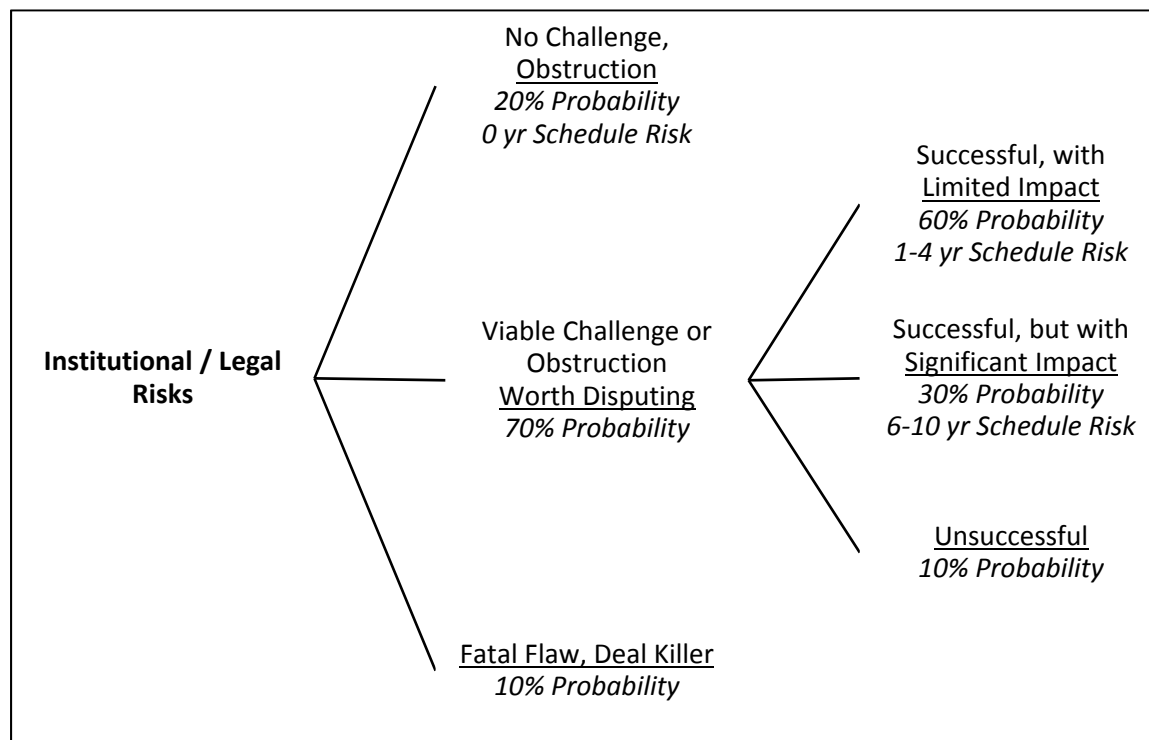 No Challenge,
Obstruction
20% Probability
0 yr Schedule Risk
Successful, with
Limited Impact
60% Probability
1-4 yr Schedule Risk
Institutional / Legal
Risks
Viable Challenge or
Obstruction
Worth Disputing
70% Probability
Successful, but with
Significant Impact
30% Probability
6-10 yr Schedule Risk
Unsuccessful
10% Probability
Fatal Flaw, Deal Killer
10% Probability